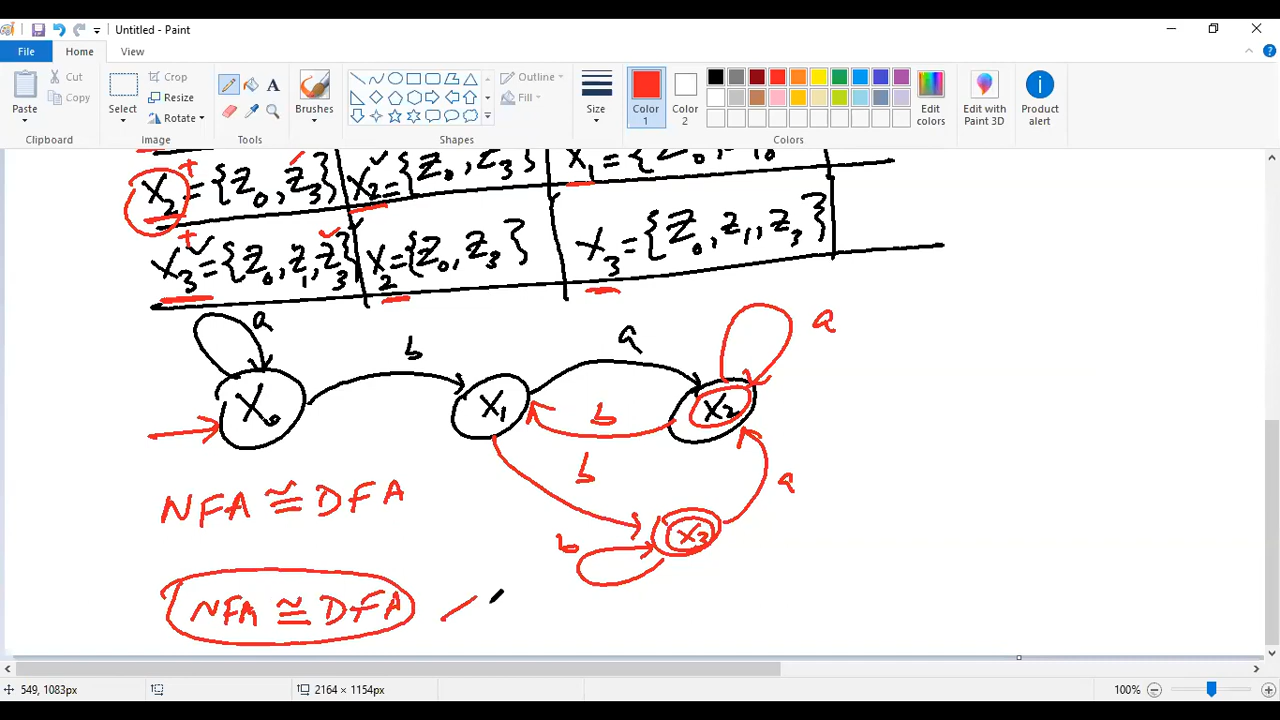 Untitled - Paint
File Home View
Paste
Cut
Copy
Clipboard
Select
Crop
Resize
Rotate
Image
Tools
Brushes
Shapes
Outline
Fill
Size
Color 1
Color 2
Colors
Edit colors
Edit with Paint 3D
Product alert
X2+ = {Z0, Z3} X2 = {Z0, Z3} X1 = {Z0,
X3+ = {Z0, Z1, Z3} X2 = {Z0, Z3} X3 = {Z0, Z1, Z3}
a
b
a
a
X0
X1
X2
b
b
a
NFA ≅ DFA
X3
b
NFA ≅ DFA
549, 1083px
2164 × 1154px
100%